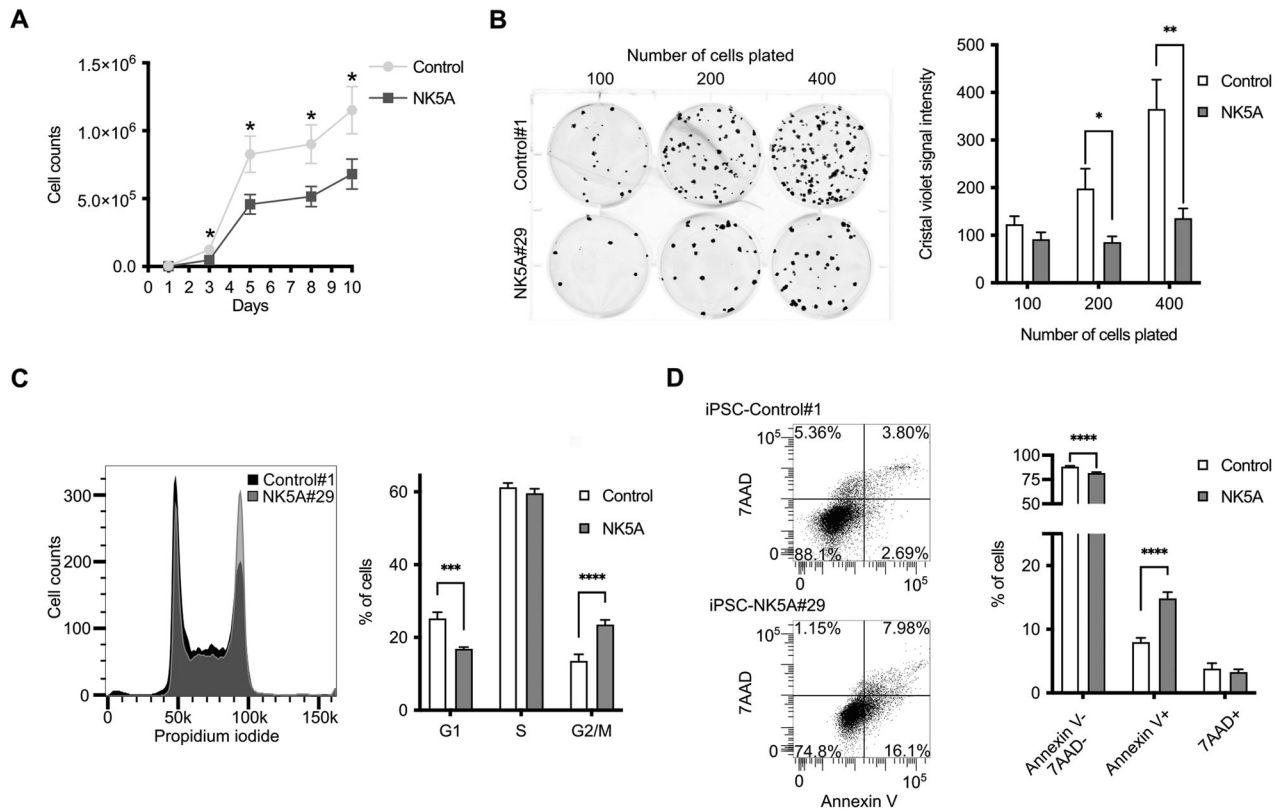 A
1.5×10⁶
1.0×10⁶
5.0×10⁵
0.0
Cell counts
* * * * *
0 1 2 3 4 5 6 7 8 9 10
Days
Control
NK5A
B
Number of cells plated
100 200 400
Control#1
NK5A#29
500
400
300
200
100
0
Cristal violet signal intensity
*
**
Control
NK5A
100 200 400
Number of cells plated
C
Control#1
NK5A#29
300
200
100
0
Cell counts
0 50k 100k 150k
Propidium iodide
60
40
20
0
% of cells
***
****
Control
NK5A
G1 S G2/M
D
iPSC-Control#1
10⁵
0
7AAD
5.36% 3.80%
88.1% 2.69%
0 10⁵
iPSC-NK5A#29
10⁵
0
7AAD
1.15% 7.98%
74.8% 16.1%
0 10⁵
Annexin V
100
75
50
20
10
0
% of cells
****
****
Control
NK5A
Annexin V-
7AAD-
Annexin V+
7AAD+